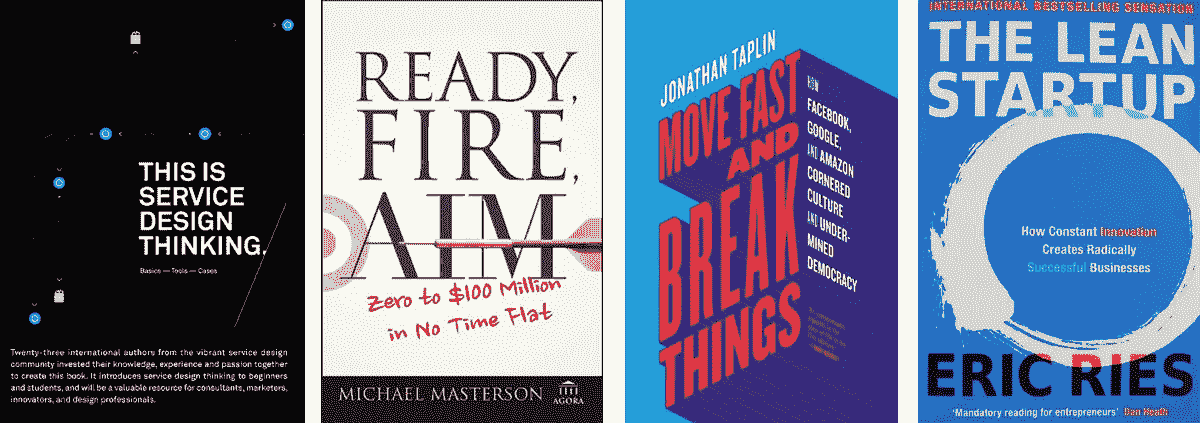 THIS IS
SERVICE
DESIGN
THINKING.
Basics — Tools — Cases
Twenty-three international authors from the vibrant service design
community invested their knowledge, experience and passion together
to create this book. It introduces service design thinking to beginners
and students, and will be a valuable resource for consultants, marketers,
innovators, and design professionals.
READY,
FIRE,
AIM
Zero to $100 Million
in No Time Flat
MICHAEL MASTERSON
AGORA
JONATHAN TAPLIN
MOVE FAST
AND
BREAK
THINGS
HOW
FACEBOOK,
GOOGLE,
AND AMAZON
CORNERED
CULTURE
AND UNDER-
MINED
DEMOCRACY
INTERNATIONAL BESTSELLING SENSATION
THE LEAN
STARTUP
How Constant Innovation
Creates Radically
Successful Businesses
ERIC RIES
'Mandatory reading for entrepreneurs' Dan Heath